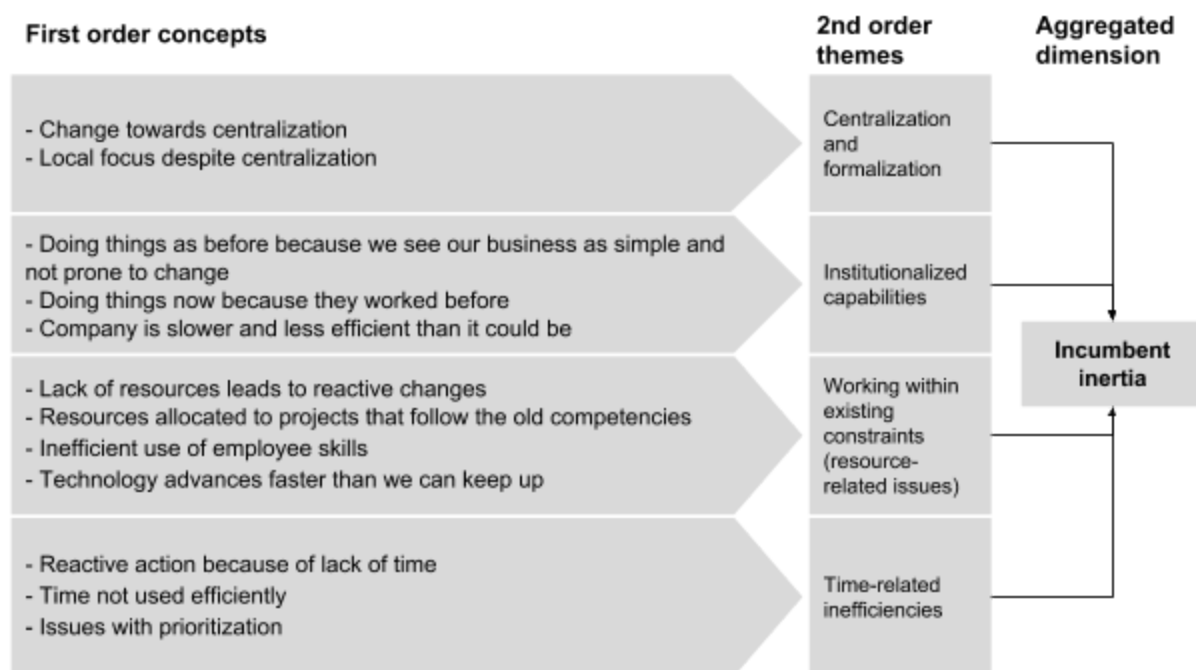 First order concepts
2nd order
themes
Aggregated
dimension
- Change towards centralization
- Local focus despite centralization
Centralization
and
formalization
- Doing things as before because we see our business as simple and
not prone to change
- Doing things now because they worked before
- Company is slower and less efficient than it could be
Institutionalized
capabilities
- Lack of resources leads to reactive changes
- Resources allocated to projects that follow the old competencies
- Inefficient use of employee skills
- Technology advances faster than we can keep up
Working within
existing
constraints
(resource-
related issues)
- Reactive action because of lack of time
- Time not used efficiently
- Issues with prioritization
Time-related
inefficiencies
Incumbent
inertia